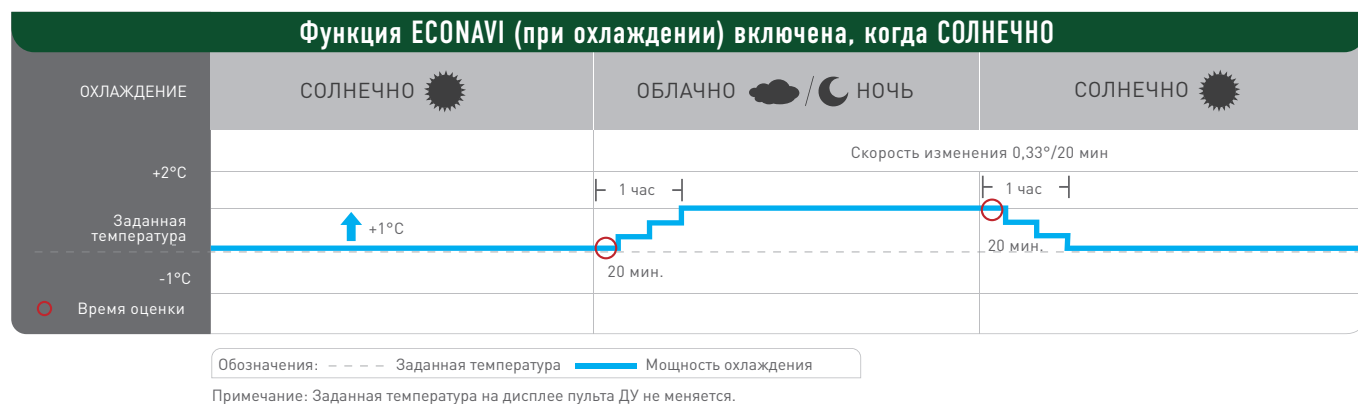 Функция ECONAVI (при охлаждении) включена, когда СОЛНЕЧНО
ОХЛАЖДЕНИЕ
СОЛНЕЧНО
ОБЛАЧНО / НОЧЬ
СОЛНЕЧНО
Скорость изменения 0,33°/20 мин
+2°C
1 час
1 час
Заданная
температура
+1°C
20 мин.
20 мин.
-1°C
Время оценки
Обозначения: Заданная температура Мощность охлаждения
Примечание: Заданная температура на дисплее пульта ДУ не меняется.